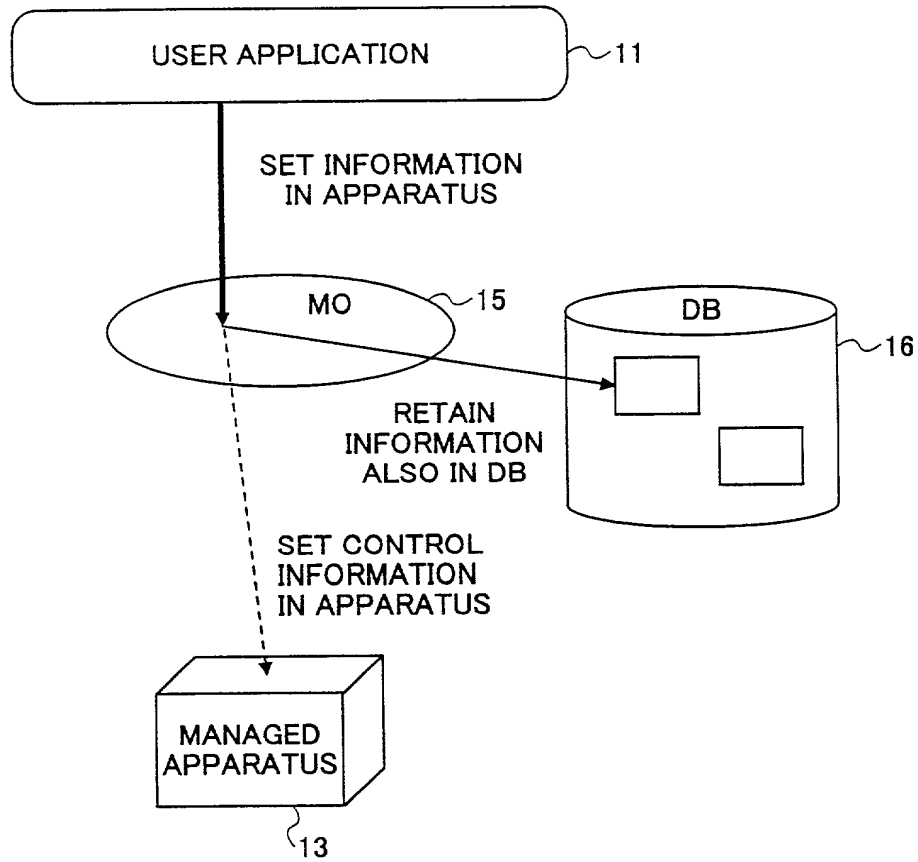 USER APPLICATION
11
SET INFORMATION
IN APPARATUS
MO
15
DB
16
RETAIN
INFORMATION
ALSO IN DB
SET CONTROL
INFORMATION
IN APPARATUS
MANAGED
APPARATUS
13